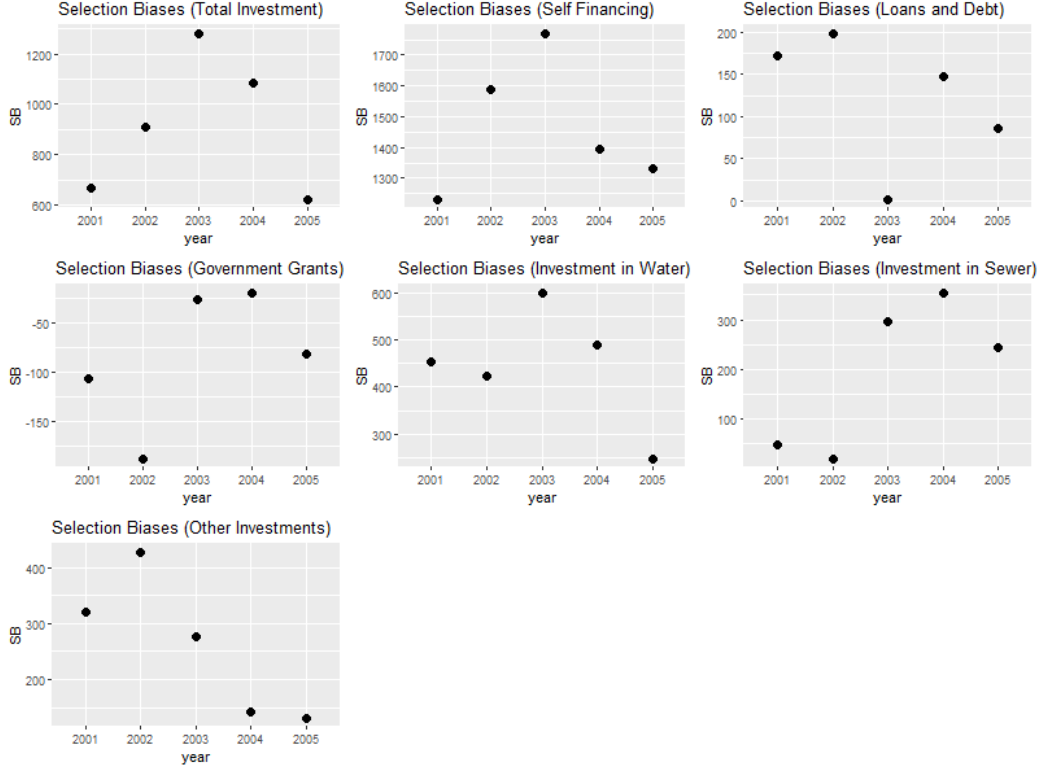 Selection Biases (Total Investment)
SB
1200
1000
800
600
2001 2002 2003 2004 2005
year
Selection Biases (Self Financing)
SB
1700
1600
1500
1400
1300
2001 2002 2003 2004 2005
year
Selection Biases (Loans and Debt)
SB
200
150
100
50
0
2001 2002 2003 2004 2005
year
Selection Biases (Government Grants)
SB
-50
-100
-150
2001 2002 2003 2004 2005
year
Selection Biases (Investment in Water)
SB
600
500
400
300
2001 2002 2003 2004 2005
year
Selection Biases (Investment in Sewer)
SB
300
200
100
2001 2002 2003 2004 2005
year
Selection Biases (Other Investments)
SB
400
300
200
2001 2002 2003 2004 2005
year